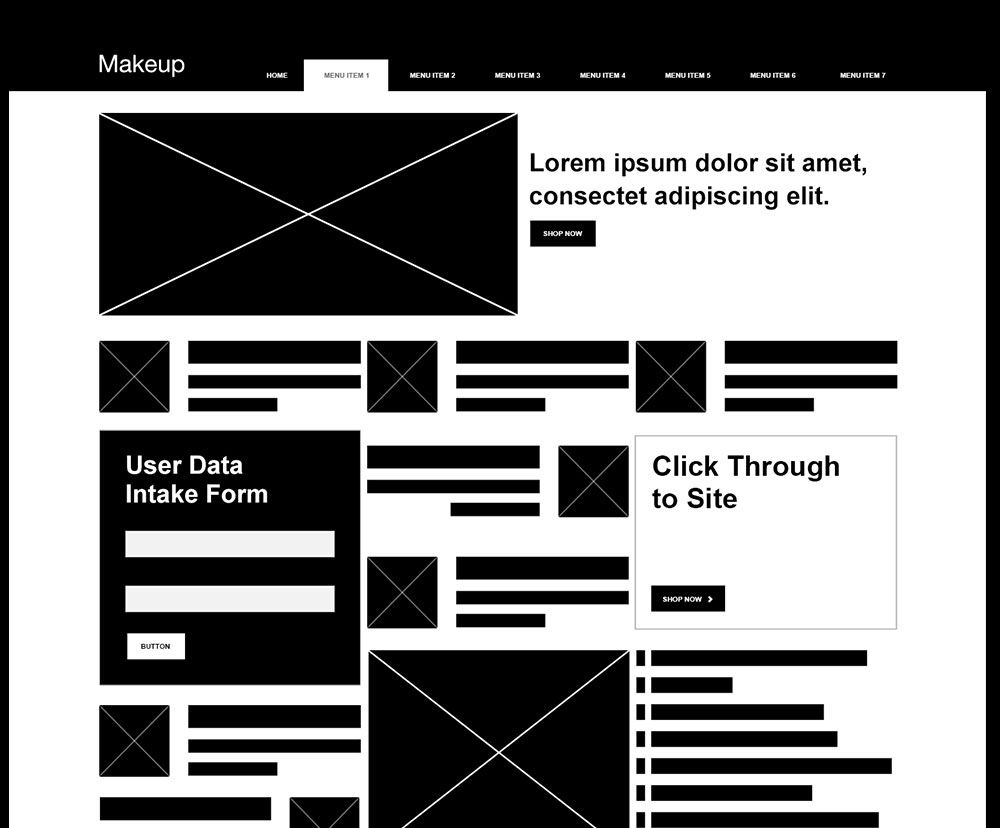 Makeup
HOME MENU ITEM 1 MENU ITEM 2 MENU ITEM 3 MENU ITEM 4 MENU ITEM 5 MENU ITEM 6 MENU ITEM 7
Lorem ipsum dolor sit amet,
consectet adipiscing elit.
SHOP NOW
User Data
Intake Form
BUTTON
Click Through
to Site
SHOP NOW